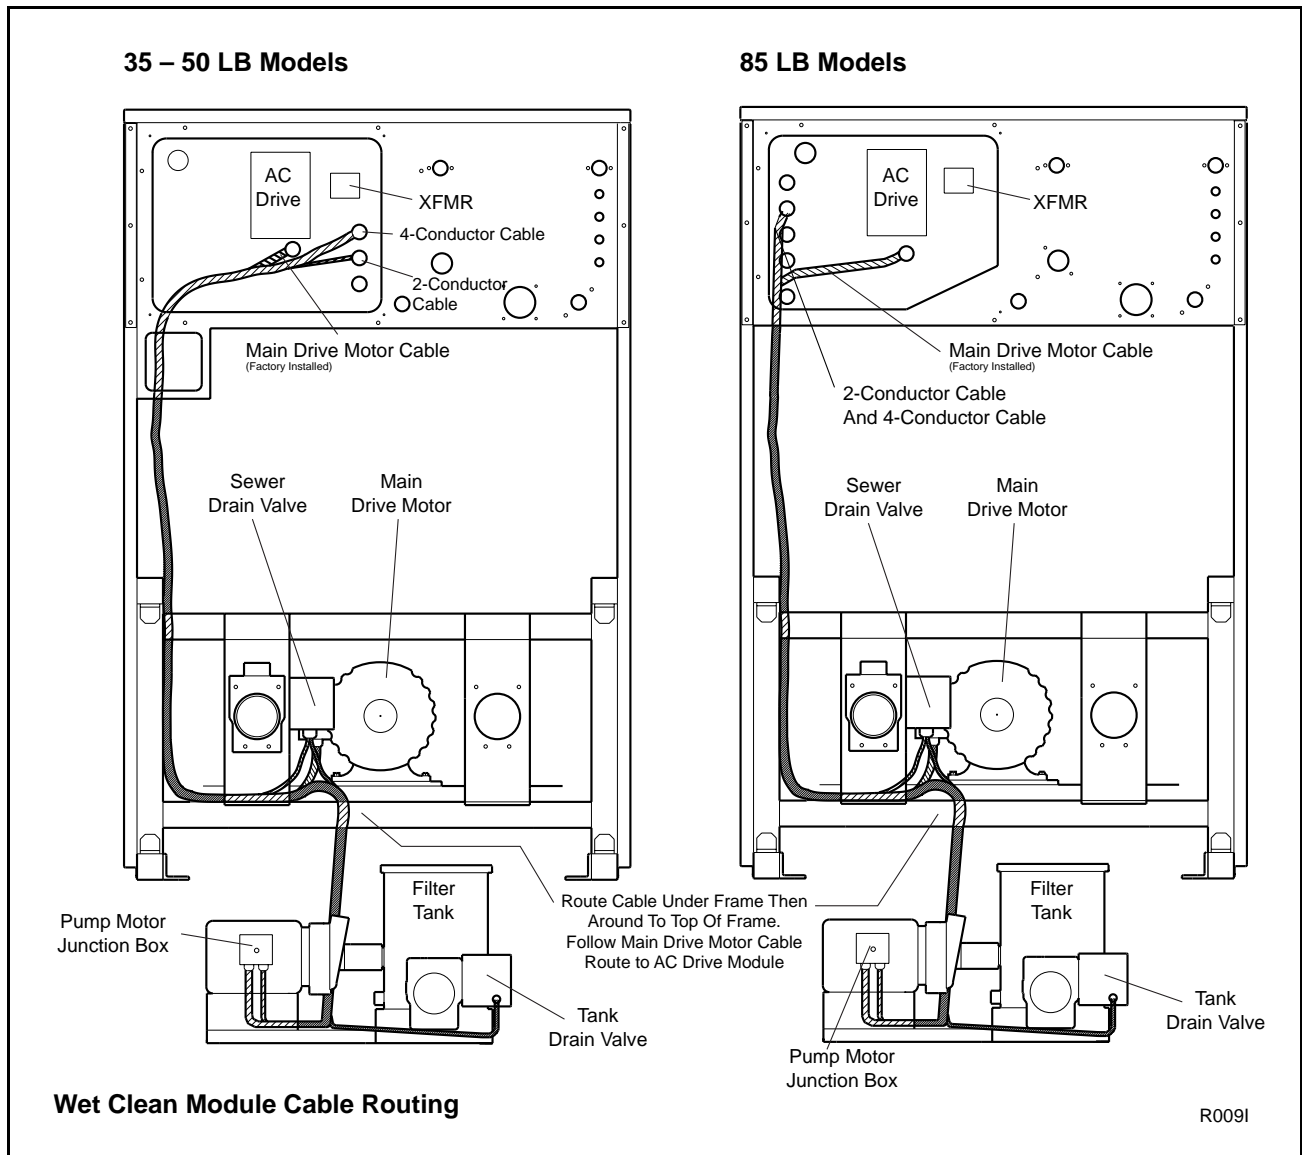 35 – 50 LB Models
AC
Drive
XFMR
4-Conductor Cable
2-Conductor
Cable
Main Drive Motor Cable
(Factory Installed)
Sewer
Drain Valve
Main
Drive Motor
Filter
Tank
Pump Motor
Junction Box
Tank
Drain Valve
85 LB Models
AC
Drive
XFMR
Main Drive Motor Cable
(Factory Installed)
2-Conductor Cable
And 4-Conductor Cable
Sewer
Drain Valve
Main
Drive Motor
Route Cable Under Frame Then
Around To Top Of Frame.
Follow Main Drive Motor Cable
Route to AC Drive Module
Filter
Tank
Tank
Drain Valve
Pump Motor
Junction Box
Wet Clean Module Cable Routing
R009I